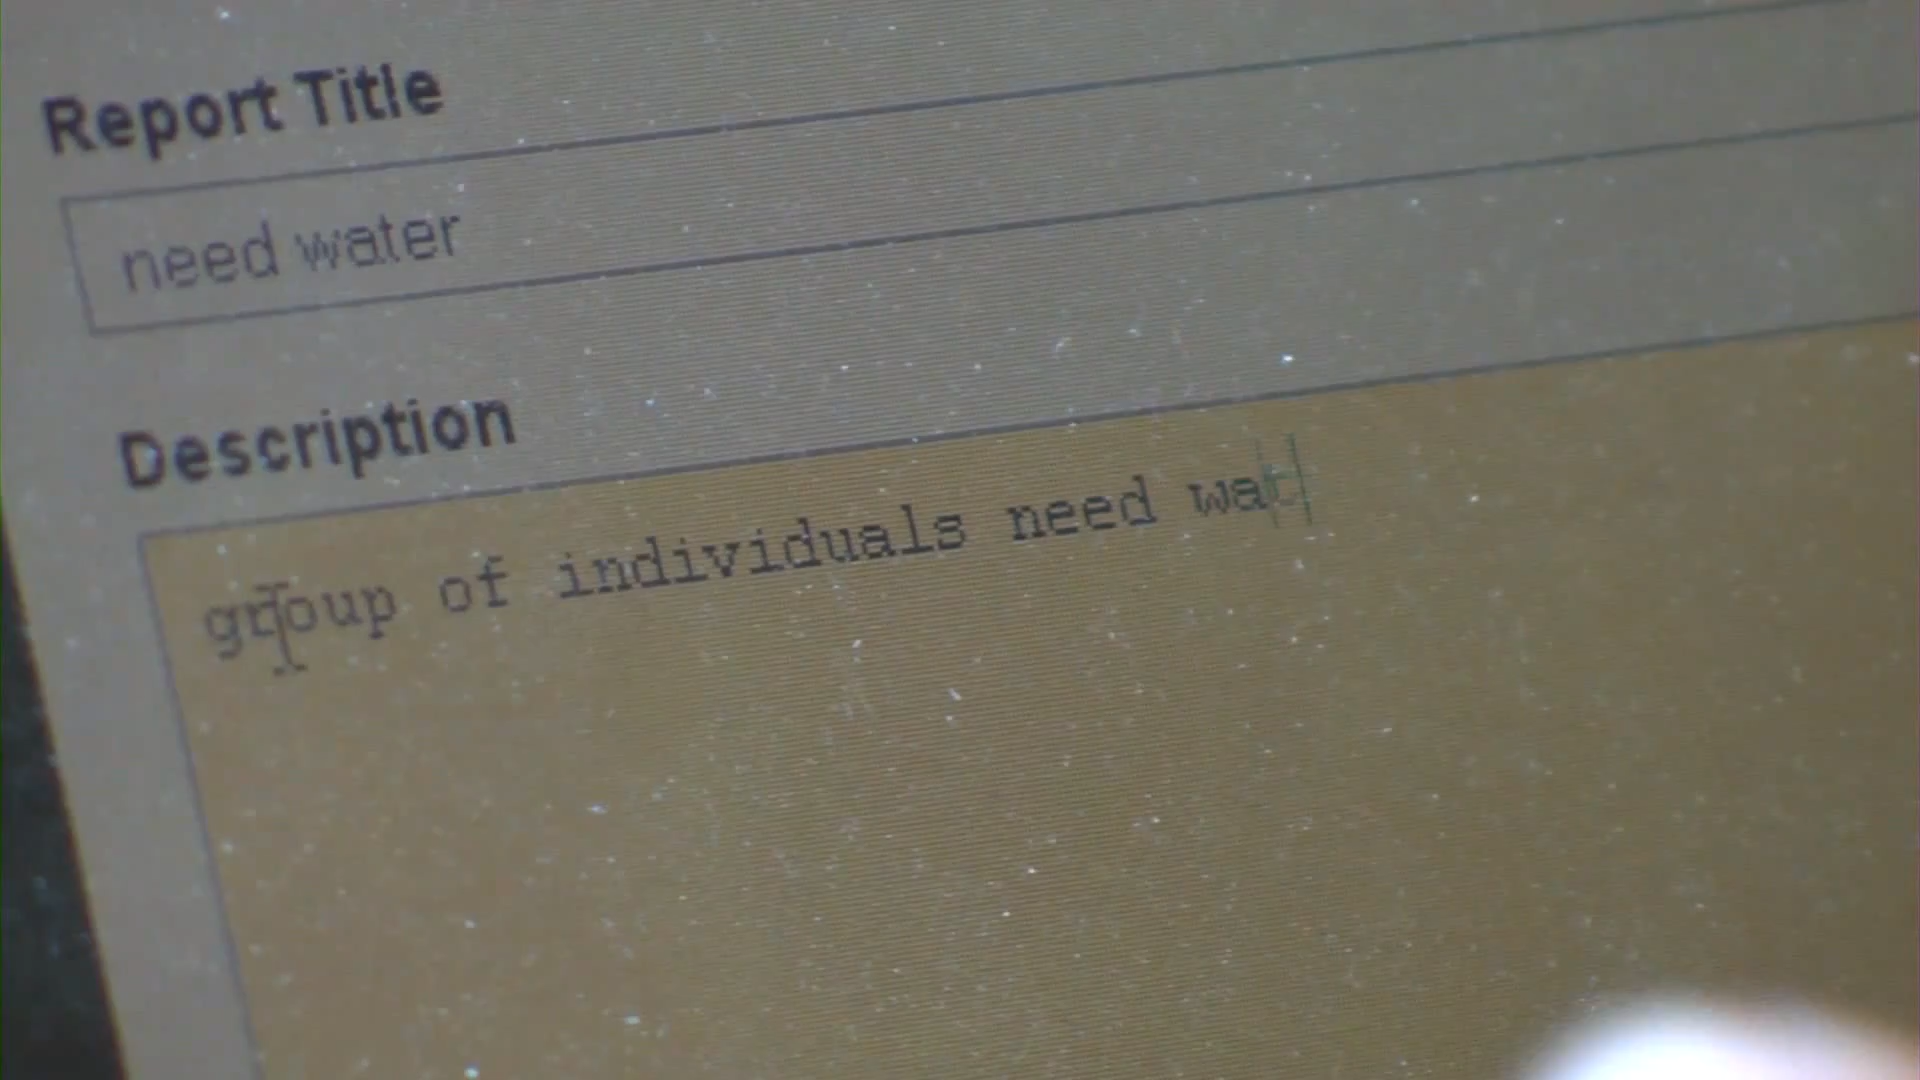 Report Title
need water
Description
group of individuals need wat